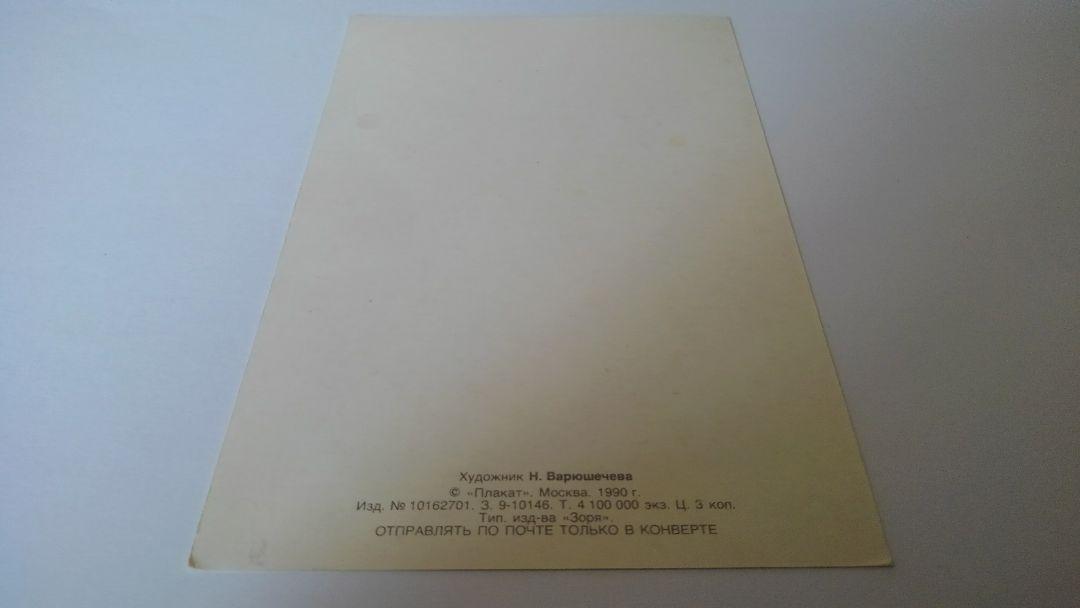 Художник Н. Варюшечева
© «Плакат». Москва. 1990 г.
Изд. № 10162701. З. 9-10146. Т. 4 100 000 экз. Ц. 3 коп.
Тип. изд-ва «Зоря».
ОТПРАВЛЯТЬ ПО ПОЧТЕ ТОЛЬКО В КОНВЕРТЕ